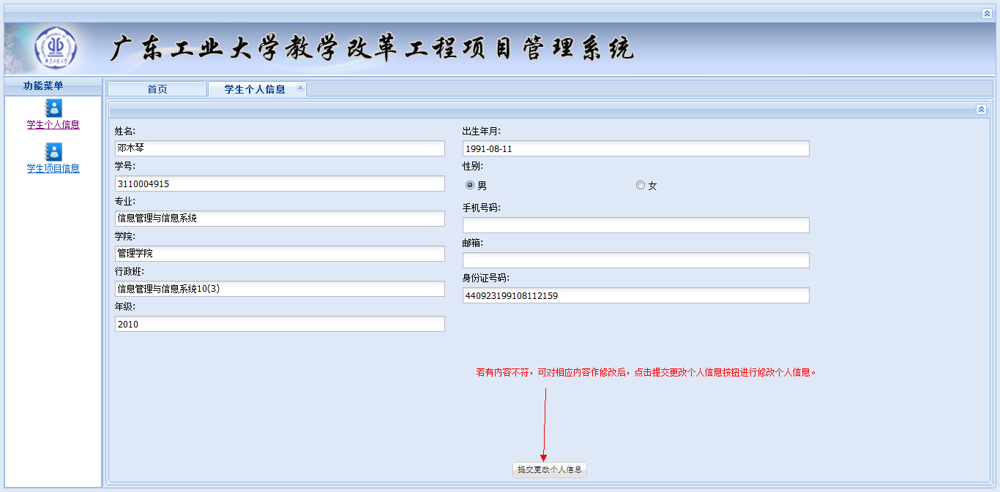 广东工业大学教学改革工程项目管理系统
功能菜单
学生个人信息
学生项目信息
首页
学生个人信息
姓名:
邓木琴
学号:
3110004915
专业:
信息管理与信息系统
学院:
管理学院
行政班:
信息管理与信息系统10(3)
年级:
2010
出生年月:
1991-08-11
性别:
男 女
手机号码:
邮箱:
身份证号码:
440923199108112159
若有内容不符，可对相应内容作修改后，点击提交更改个人信息按钮进行修改个人信息。
提交更改个人信息